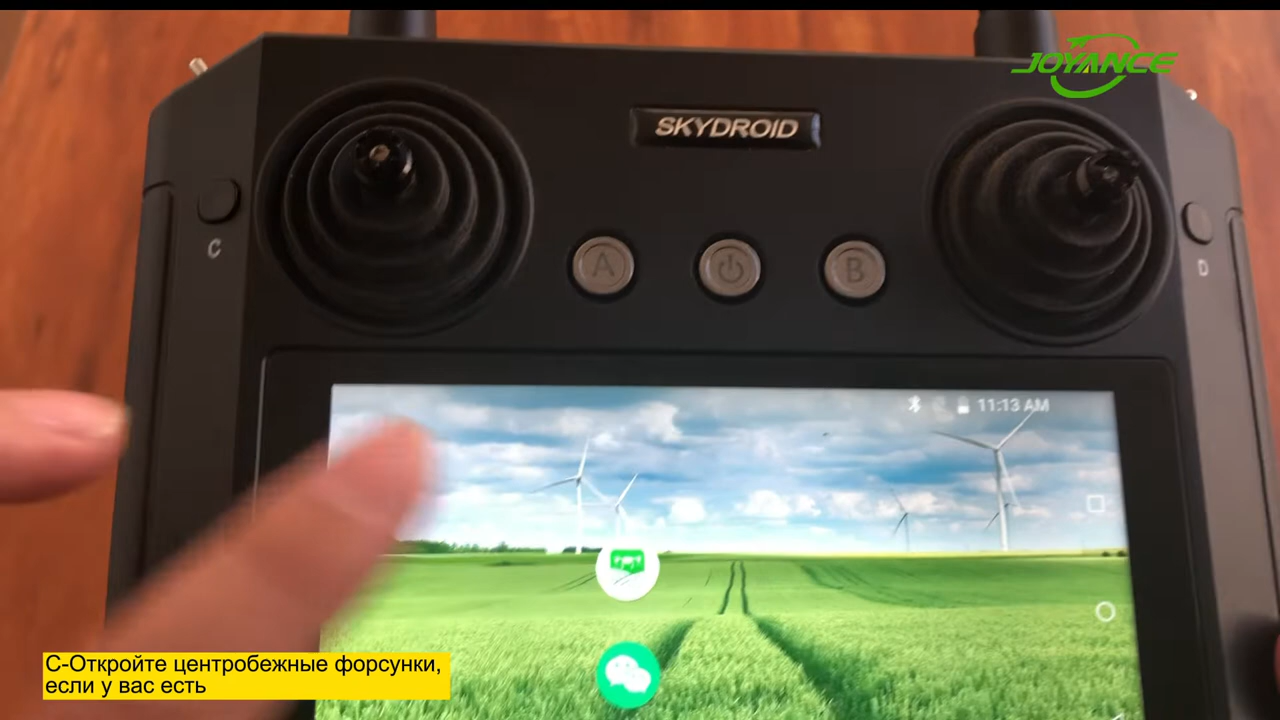 JOYANCE
SKYDROID
A
B
C
D
11:13 AM
С-Откройте центробежные форсунки,
если у вас есть